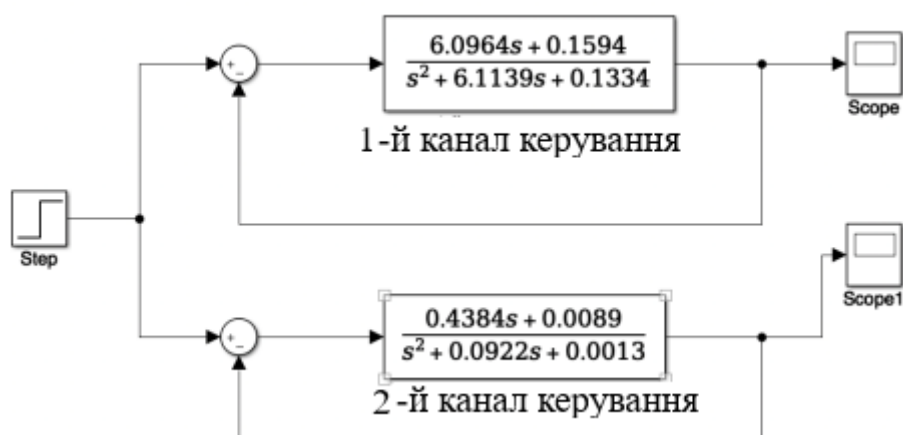 6.0964s + 0.1594
s² + 6.1139s + 0.1334
Scope
1-й канал керування
Step
Scope1
0.4384s + 0.0089
s² + 0.0922s + 0.0013
2 -й канал керування